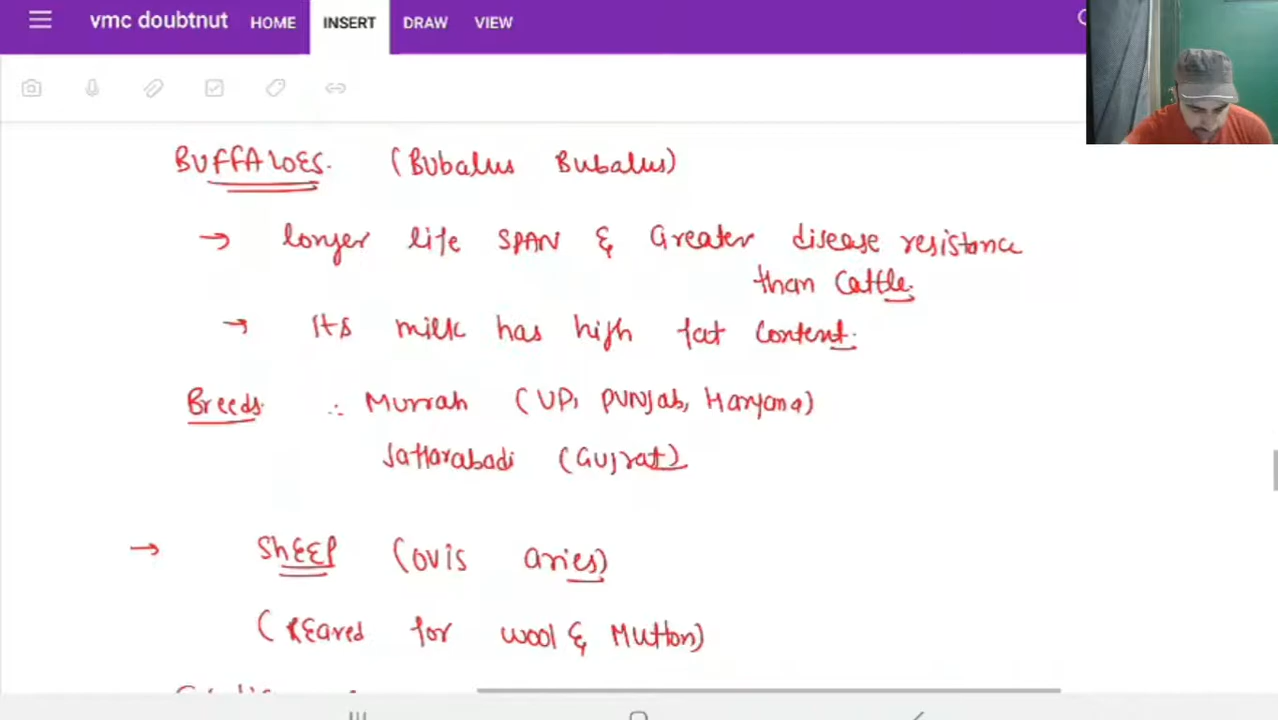 vmc doubtnut HOME INSERT DRAW VIEW
BUFFALOES. (Bubalus Bubalus)
→ longer life SPAN & Greater disease resistance
than Cattle.
→ Its milk has high fat content.
Breeds. ∴ Murrah (UP, PUNJab, Haryana)
Jaffarabadi (Gujrat)
→ ShEEP (ovis aries)
(rEared for wool & Mutton)